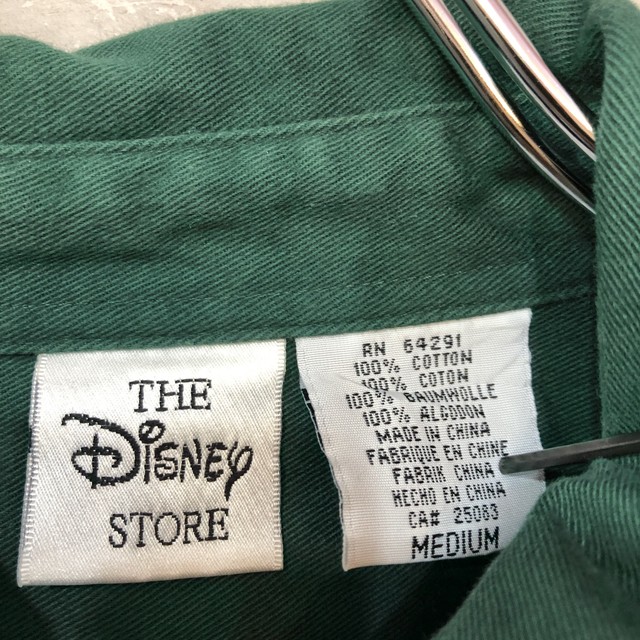 THE
Disney
STORE
RN 64291
100% COTTON
100% COTON
100% BAUMWOLLE
100% ALGODON
MADE IN CHINA
FABRIQUE EN CHINE
FABRIK CHINA
HECHO EN CHINA
CA# 25083
MEDIUM